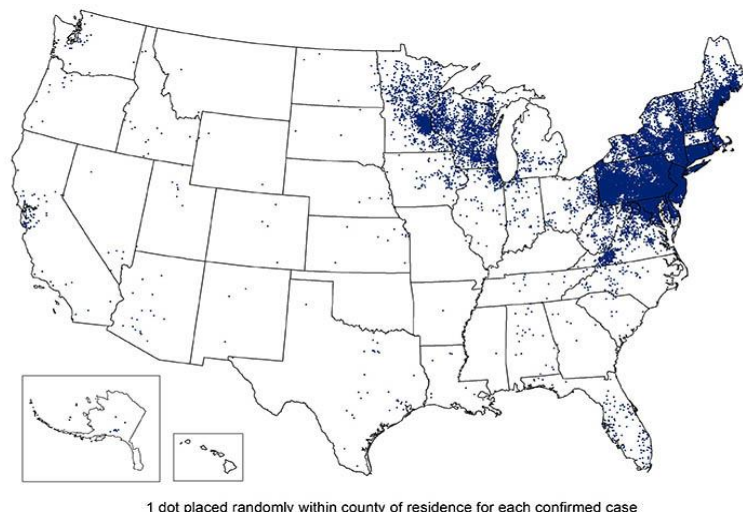 1 dot placed randomly within county of residence for each confirmed case